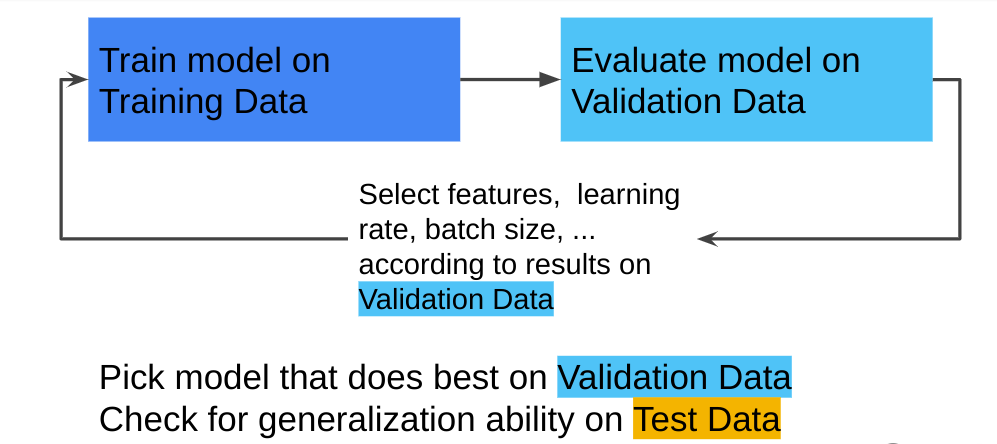 Train model on
Training Data
Evaluate model on
Validation Data
Select features,  learning
rate, batch size, ...
according to results on
Validation Data
Pick model that does best on Validation Data
Check for generalization ability on Test Data